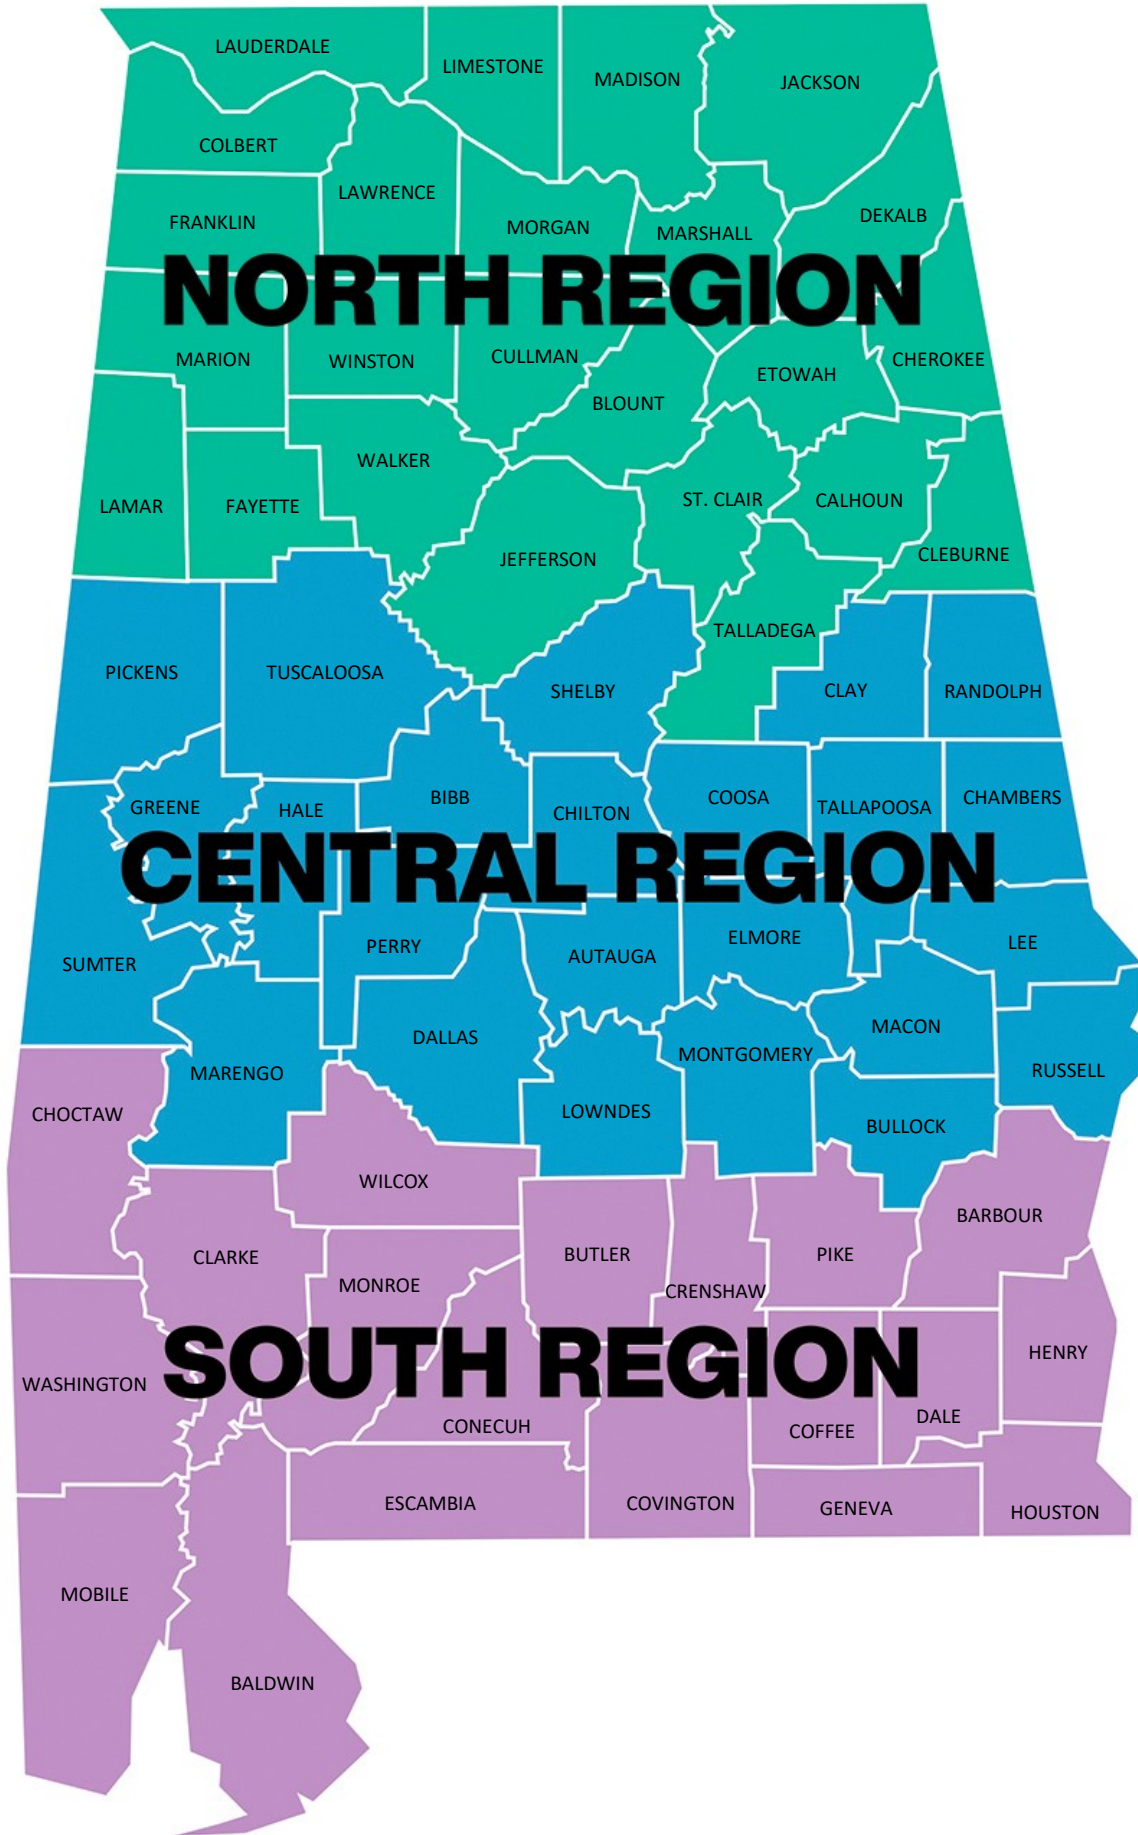 LAUDERDALE
LIMESTONE
MADISON
JACKSON
COLBERT
LAWRENCE
FRANKLIN
MORGAN
MARSHALL
DEKALB
NORTH REGION
MARION
WINSTON
CULLMAN
ETOWAH
CHEROKEE
BLOUNT
WALKER
LAMAR
FAYETTE
ST. CLAIR
CALHOUN
JEFFERSON
CLEBURNE
TALLADEGA
PICKENS
TUSCALOOSA
SHELBY
CLAY
RANDOLPH
GREENE
HALE
BIBB
CHILTON
COOSA
TALLAPOOSA
CHAMBERS
CENTRAL REGION
SUMTER
PERRY
AUTAUGA
ELMORE
LEE
MARENGO
DALLAS
LOWNDES
MONTGOMERY
MACON
RUSSELL
BULLOCK
CHOCTAW
WILCOX
CLARKE
MONROE
BUTLER
CRENSHAW
PIKE
BARBOUR
SOUTH REGION
WASHINGTON
CONECUH
COFFEE
DALE
HENRY
ESCAMBIA
COVINGTON
GENEVA
HOUSTON
MOBILE
BALDWIN